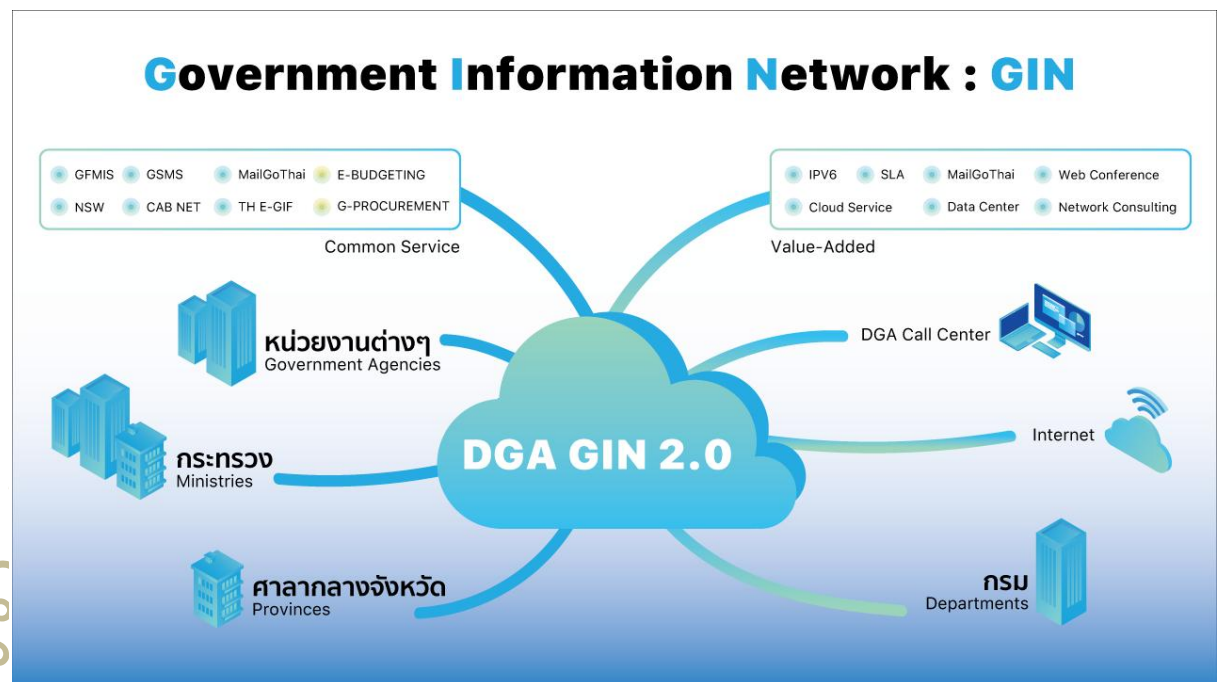 Government Information Network : GIN
GFMIS GSMS MailGoThai E-BUDGETING
NSW CAB NET TH E-GIF G-PROCUREMENT
Common Service
IPV6 SLA MailGoThai Web Conference
Cloud Service Data Center Network Consulting
Value-Added
หน่วยงานต่างๆ
Government Agencies
DGA Call Center
กระทรวง
Ministries
DGA GIN 2.0
Internet
ศาลากลางจังหวัด
Provinces
กรม
Departments